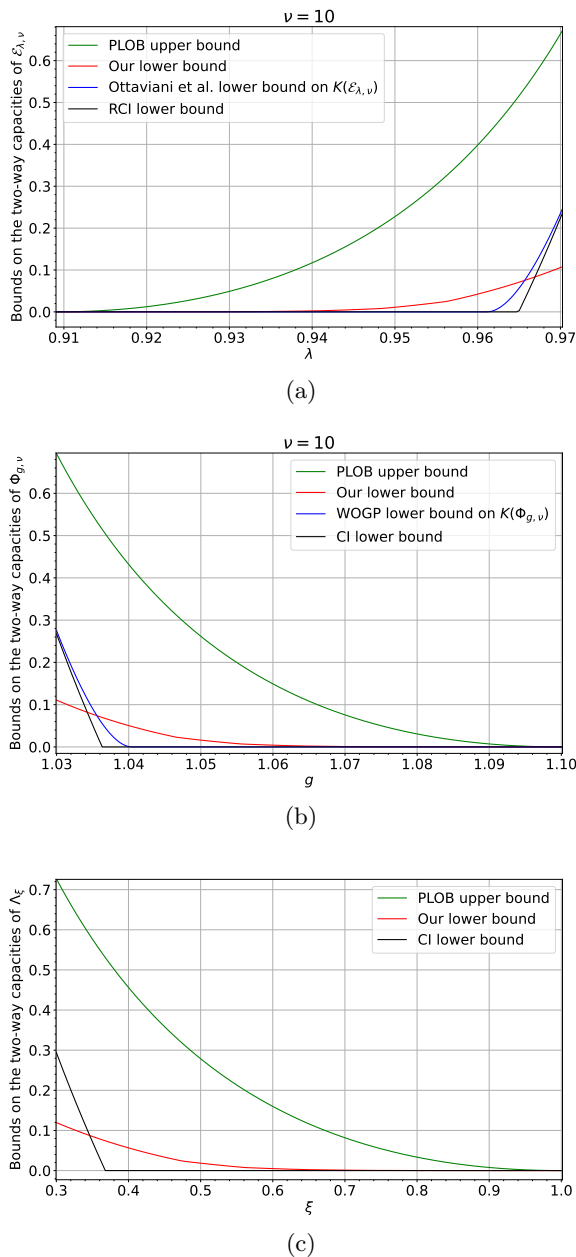 ν = 10
Bounds on the two-way capacities of ℰλ,ν
PLOB upper bound
Our lower bound
Ottaviani et al. lower bound on K(ℰλ,ν)
RCI lower bound
0.6
0.5
0.4
0.3
0.2
0.1
0.0
0.91 0.92 0.93 0.94 0.95 0.96 0.97
λ
(a)
ν = 10
Bounds on the two-way capacities of Φg,ν
PLOB upper bound
Our lower bound
WOGP lower bound on K(Φg,ν)
CI lower bound
0.6
0.5
0.4
0.3
0.2
0.1
0.0
1.03 1.04 1.05 1.06 1.07 1.08 1.09 1.10
g
(b)
Bounds on the two-way capacities of Λξ
PLOB upper bound
Our lower bound
CI lower bound
0.7
0.6
0.5
0.4
0.3
0.2
0.1
0.0
0.3 0.4 0.5 0.6 0.7 0.8 0.9 1.0
ξ
(c)